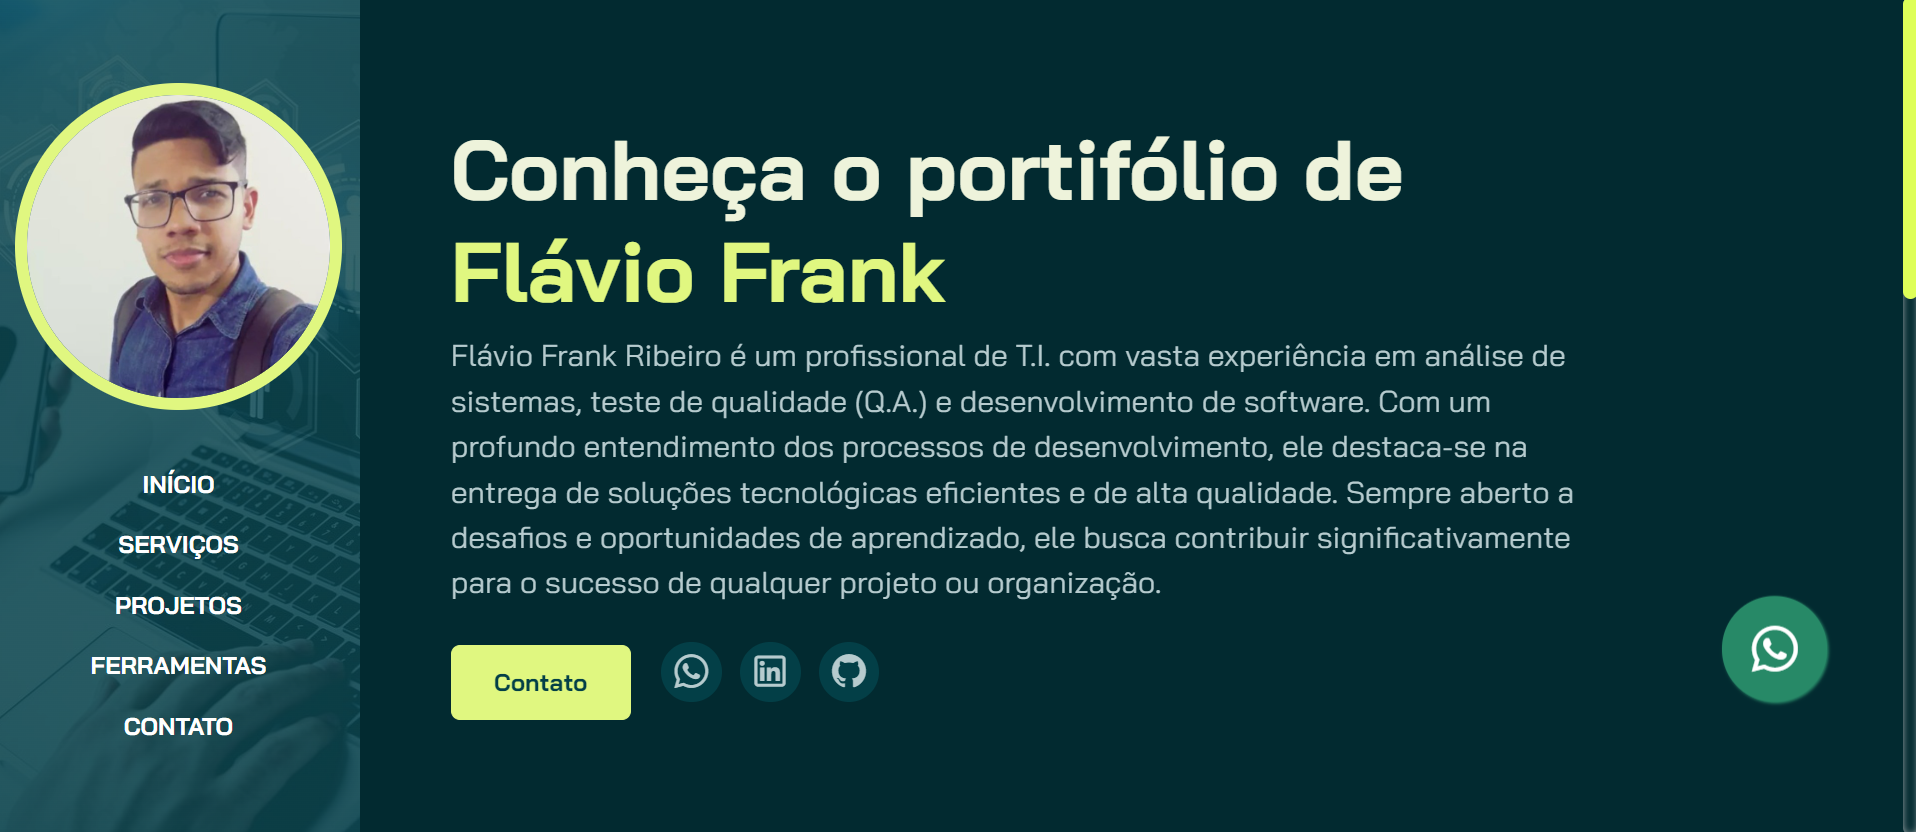 INÍCIO
SERVIÇOS
PROJETOS
FERRAMENTAS
CONTATO
Conheça o portifólio de
Flávio Frank
Flávio Frank Ribeiro é um profissional de T.I. com vasta experiência em análise de
sistemas, teste de qualidade (Q.A.) e desenvolvimento de software. Com um
profundo entendimento dos processos de desenvolvimento, ele destaca-se na
entrega de soluções tecnológicas eficientes e de alta qualidade. Sempre aberto a
desafios e oportunidades de aprendizado, ele busca contribuir significativamente
para o sucesso de qualquer projeto ou organização.
Contato